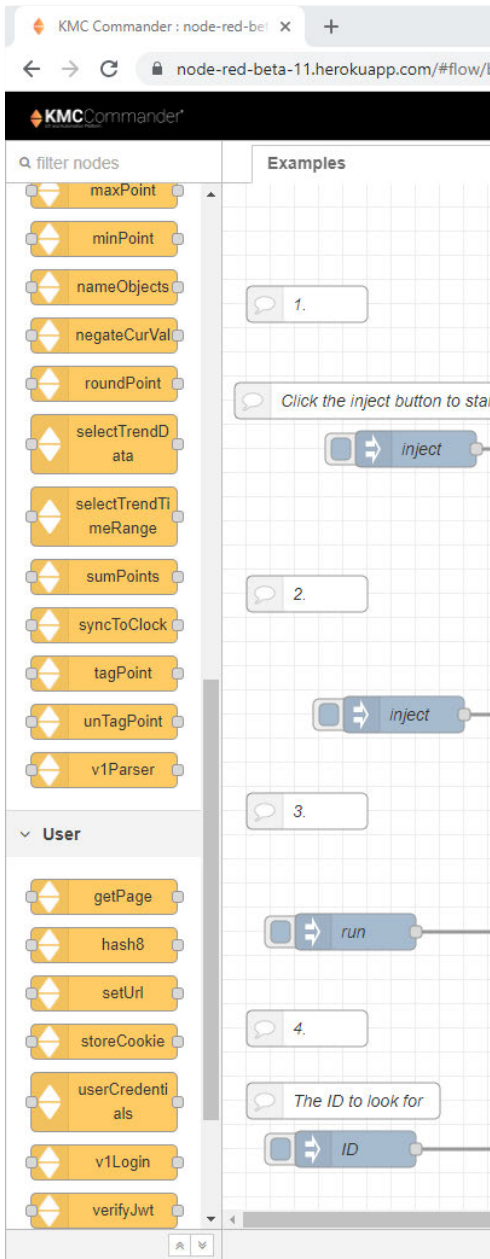 KMC Commander : node-red-bet
node-red-beta-11.herokuapp.com/#flow/
KMCCommander
filter nodes
Examples
maxPoint
minPoint
nameObjects
negateCurVal
roundPoint
selectTrendD
ata
selectTrendTi
meRange
sumPoints
syncToClock
tagPoint
unTagPoint
v1Parser
User
getPage
hash8
setUrl
storeCookie
userCredenti
als
v1Login
verifyJwt
1.
Click the inject button to star
inject
2.
inject
3.
run
4.
The ID to look for
ID